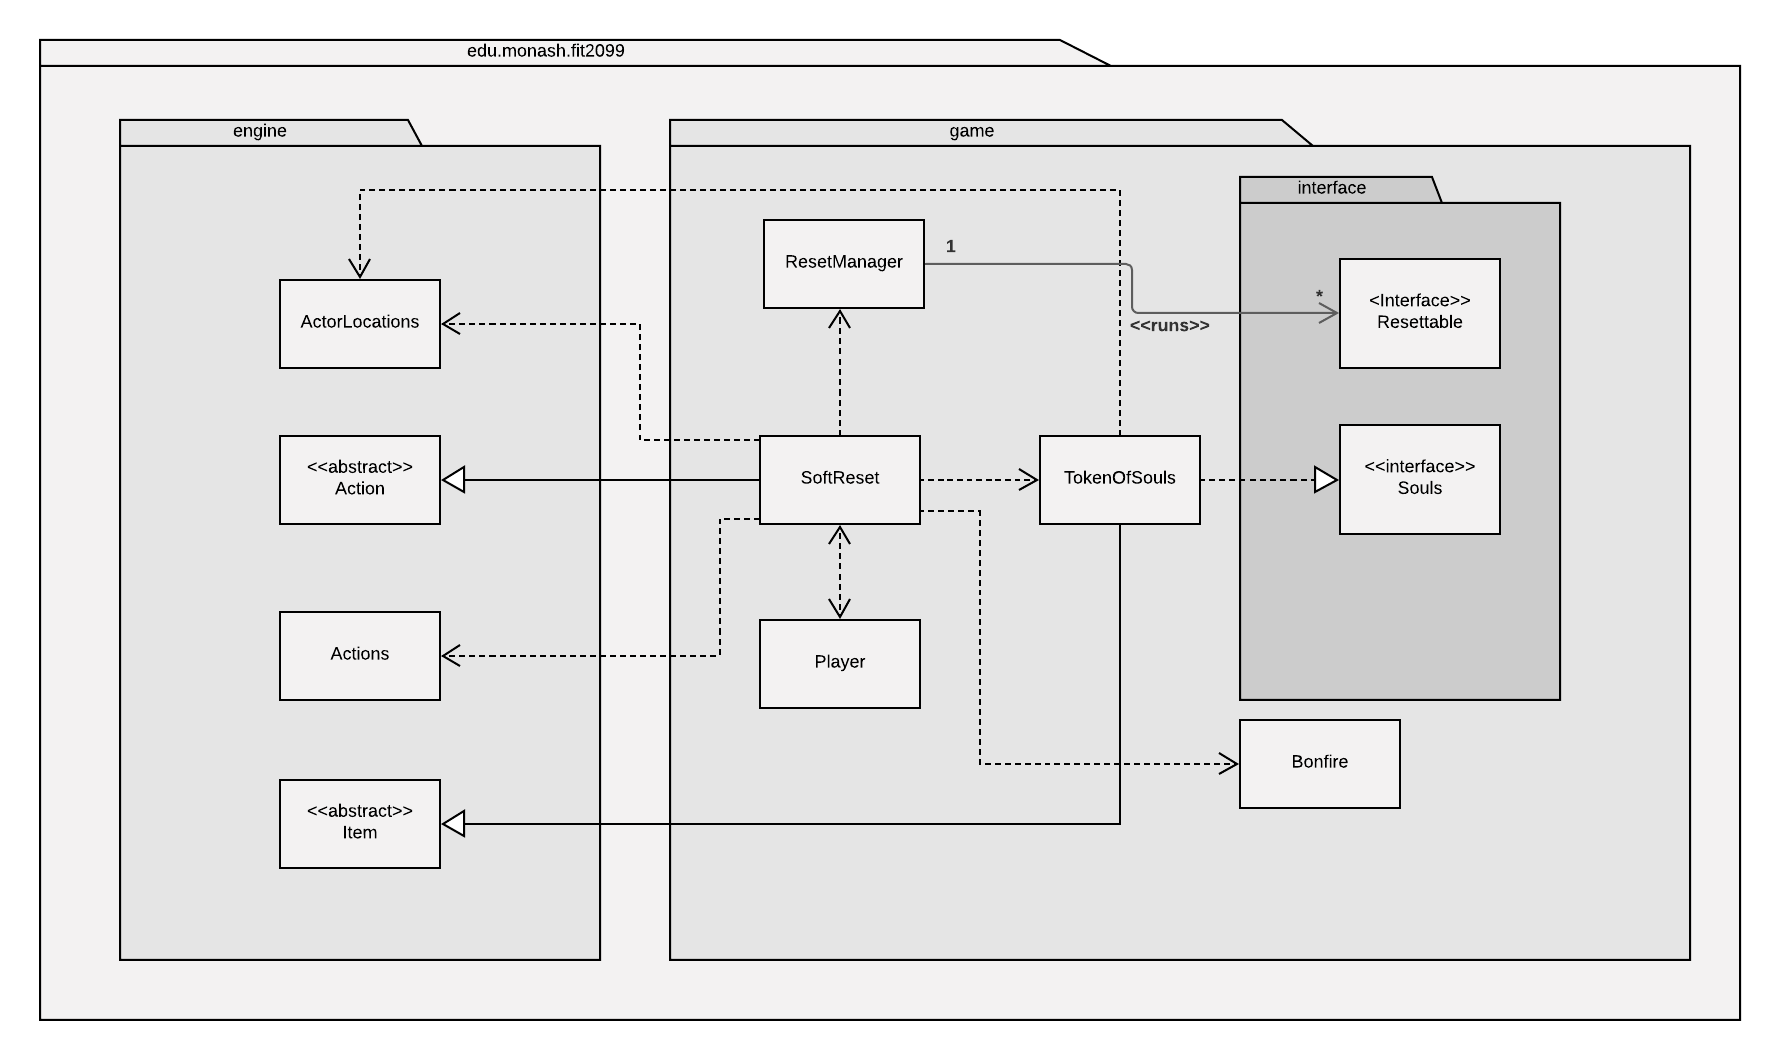 edu.monash.fit2099
engine
game
interface
ResetManager
1
*
<<runs>>
<Interface>>
Resettable
ActorLocations
<<abstract>>
Action
SoftReset
TokenOfSouls
<<interface>>
Souls
Actions
Player
Bonfire
<<abstract>>
Item